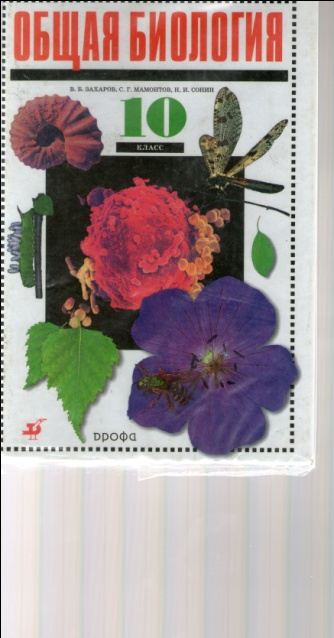 ОБЩАЯ БИОЛОГИЯ
В. Б. ЗАХАРОВ, С. Г. МАМОНТОВ, Н. И. СОНИН
10
КЛАСС
дрофа